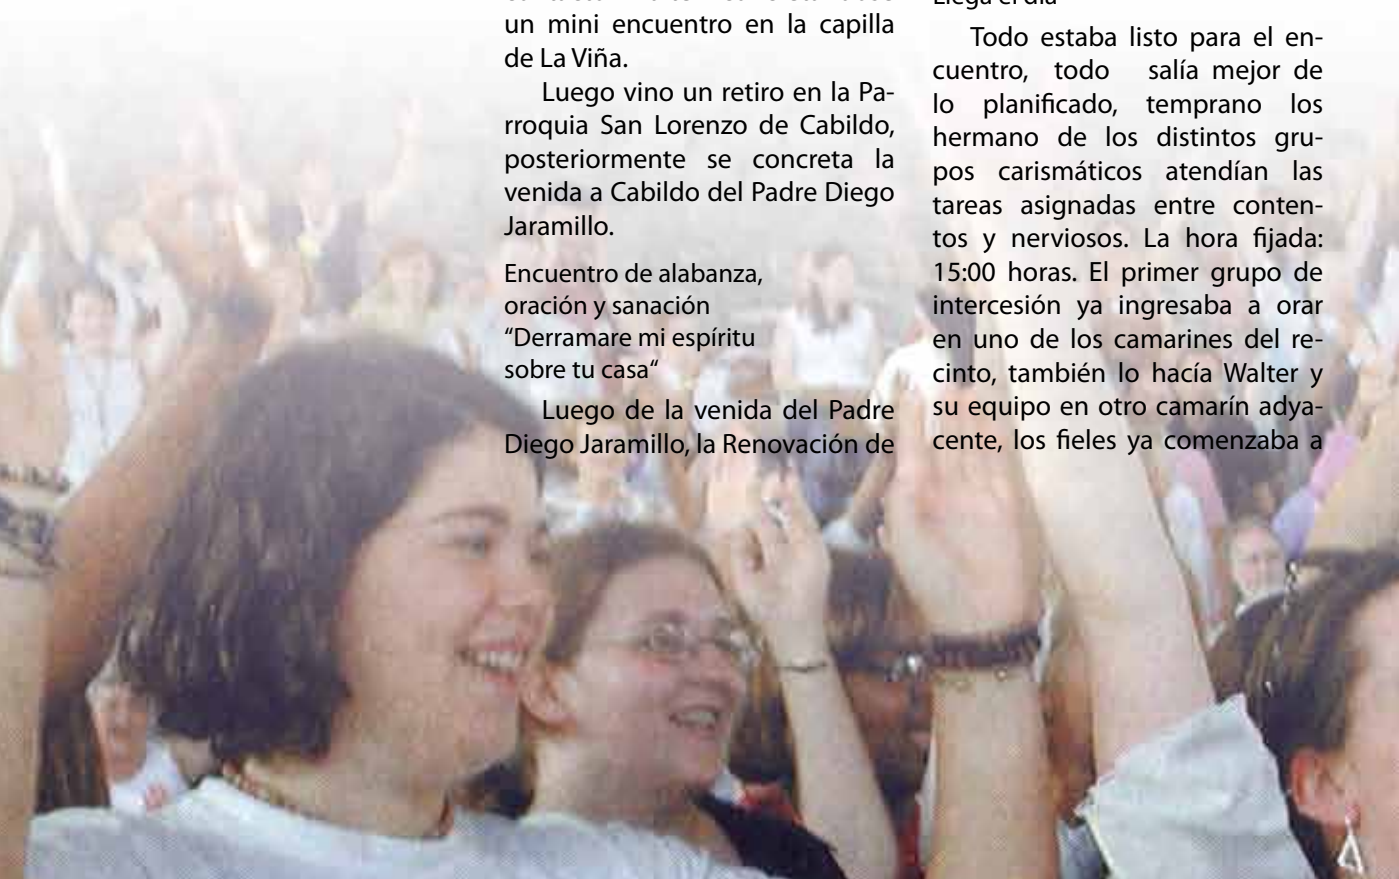 un mini encuentro en la capilla
de La Viña.
Luego vino un retiro en la Pa-
rroquia San Lorenzo de Cabildo,
posteriormente se concreta la
venida a Cabildo del Padre Diego
Jaramillo.
Encuentro de alabanza,
oración y sanación
“Derramare mi espíritu
sobre tu casa“
Luego de la venida del Padre
Diego Jaramillo, la Renovación de
Llega el día
Todo estaba listo para el en-
cuentro, todo salía mejor de
lo planificado, temprano los
hermano de los distintos gru-
pos carismáticos atendían las
tareas asignadas entre conten-
tos y nerviosos. La hora fijada:
15:00 horas. El primer grupo de
intercesión ya ingresaba a orar
en uno de los camarines del re-
cinto, también lo hacía Walter y
su equipo en otro camarín adya-
cente, los fieles ya comenzaba a